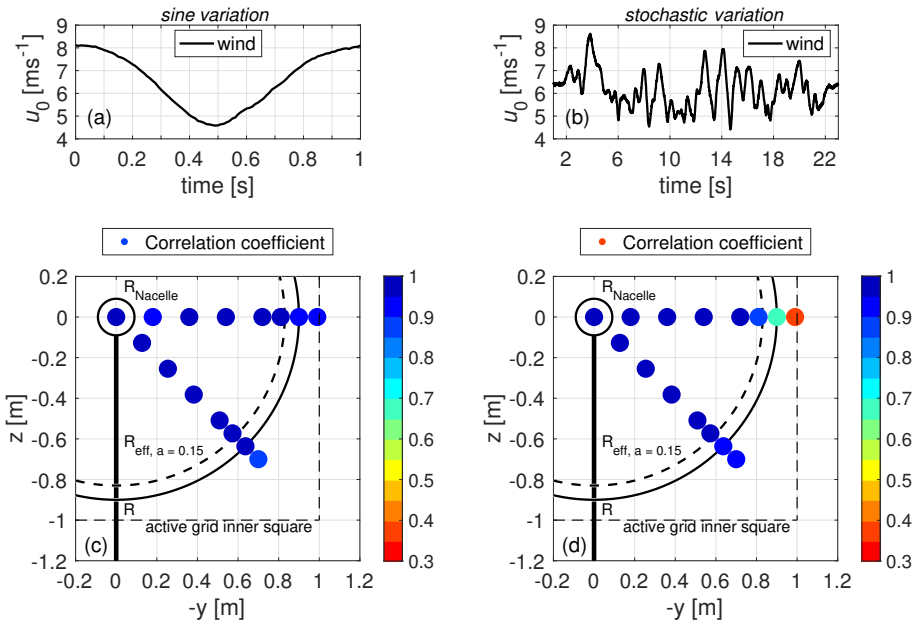 sine variation
9
8
7
6
5
4
u0 [ms-1]
wind
(a)
0 0.2 0.4 0.6 0.8 1
time [s]
stochastic variation
9
8
7
6
5
4
u0 [ms-1]
wind
(b)
2 6 10 14 18 22
time [s]
Correlation coefficient
0.2
0
-0.2
-0.4
-0.6
-0.8
-1
-1.2
z [m]
RNacelle
Reff, a = 0.15
R
active grid inner square
(c)
0 0.2 0.4 0.6 0.8 1 1.2
-y [m]
1
0.9
0.8
0.7
0.6
0.5
0.4
0.3
Correlation coefficient
0.2
0
-0.2
-0.4
-0.6
-0.8
-1
-1.2
z [m]
RNacelle
Reff, a = 0.15
R
active grid inner square
(d)
0 0.2 0.4 0.6 0.8 1 1.2
-y [m]
1
0.9
0.8
0.7
0.6
0.5
0.4
0.3